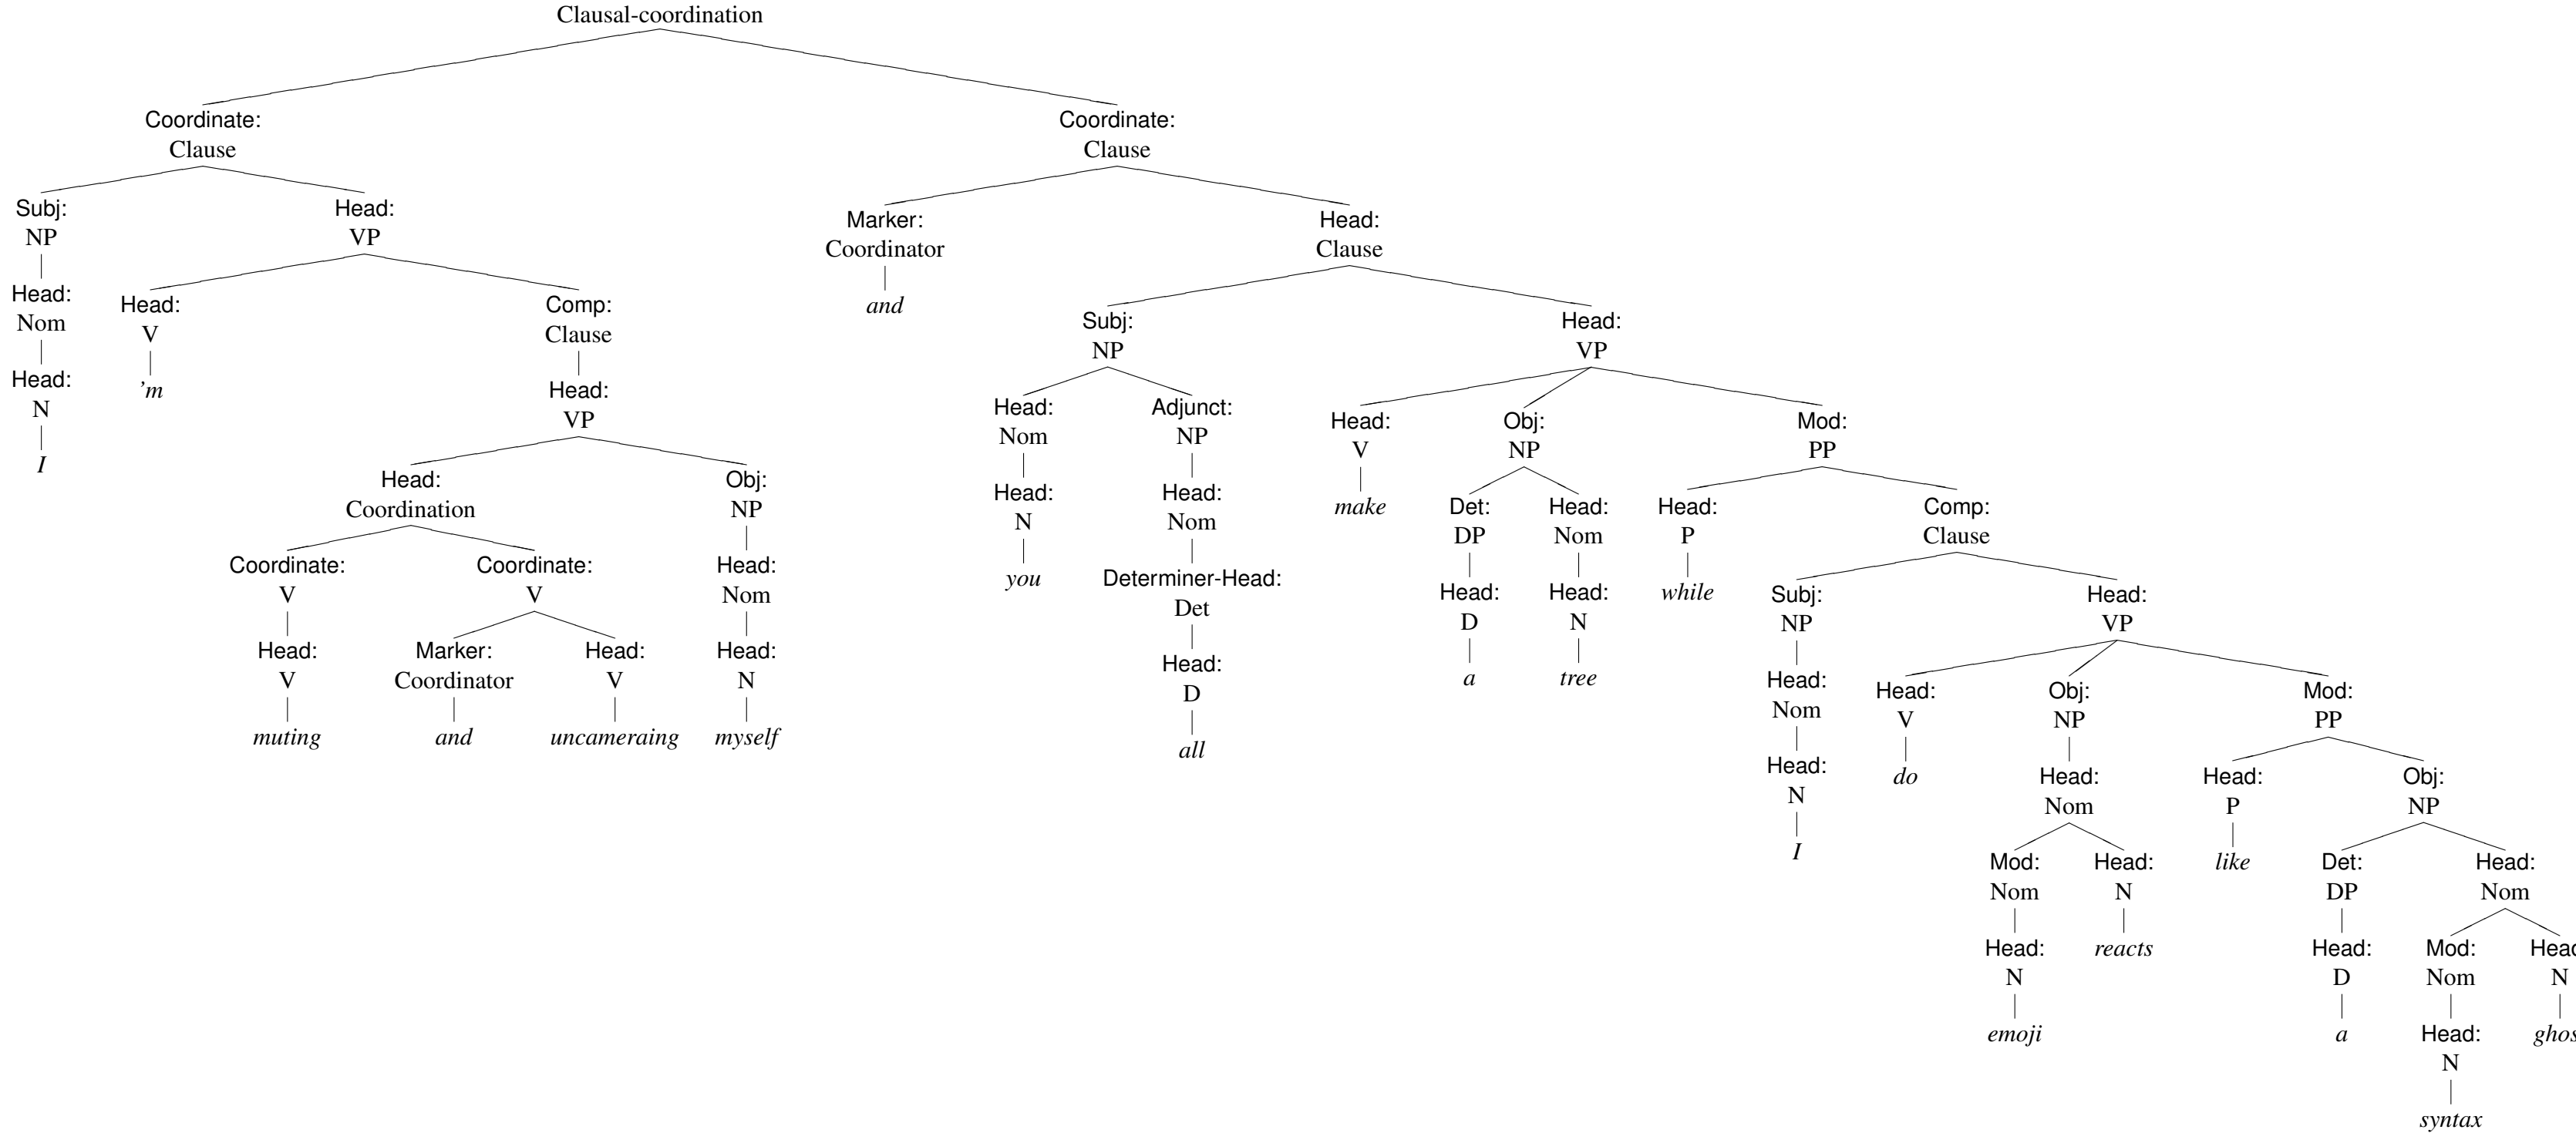 Clausal-coordination
Coordinate: Coordinate:
Clause Clause
Subj: Head: Marker: Head:
NP VP Coordinator Clause
Head: Head: Comp: and Subj: Head:
Nom V Clause NP VP
Head: 'm Head: Head: Adjunct: Head: Obj: Mod:
N VP Nom NP V NP PP
I Head: Obj: Head: Head: make Det: Head: Head: Comp:
Coordination NP N Nom DP Nom P Clause
Coordinate: Coordinate: Head: you Determiner-Head: Head: Head: while Subj: Head:
V V Nom Det D N NP VP
Head: Marker: Head: Head: Head: a tree Head: Head: Obj: Mod:
V Coordinator V N D Nom V NP PP
muting and uncameraing myself all Head: do Head: Head: Obj:
N Nom P NP
I Mod: Head: like Det: Head:
Nom N DP Nom
Head: reacts Head: Mod:
N D Nom N
emoji a Head:
N
syntax